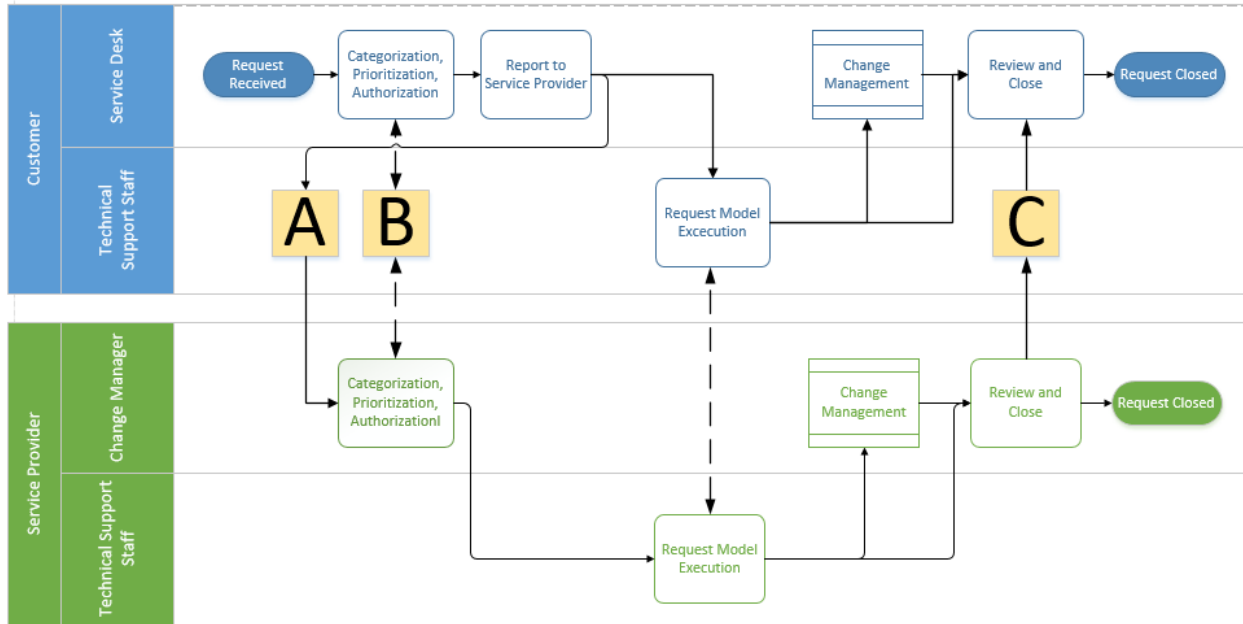 Customer
Service Desk
Request
Received
Categorization,
Prioritization,
Authorization
Report to
Service Provider
Change
Management
Review and
Close
Request Closed
Technical
Support Staff
A
B
Request Model
Excecution
C
Service Provider
Change Manager
Categorization,
Prioritization,
AuthorizationI
Change
Management
Review and
Close
Request Closed
Technical Support
Staff
Request Model
Execution